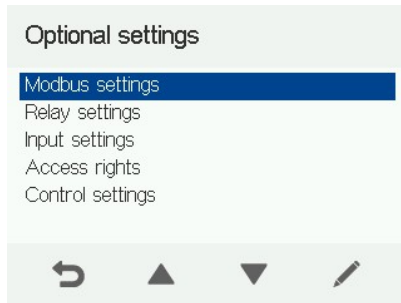 Optional settings
Modbus settings
Relay settings
Input settings
Access rights
Control settings